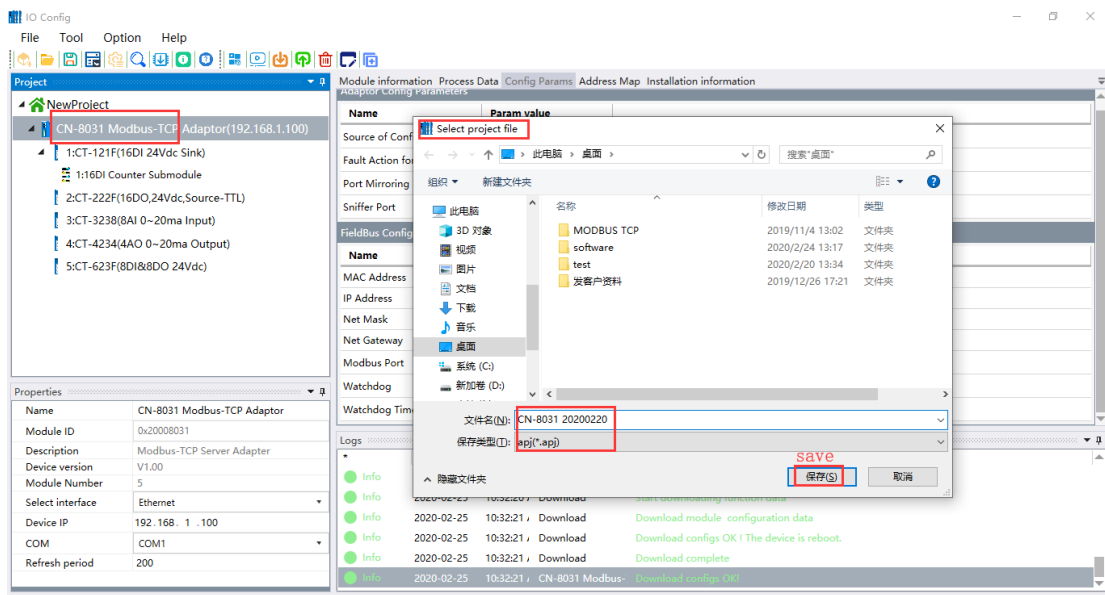 IO Config
File Tool Option Help
Project
NewProject
CN-8031 Modbus-TCP Adaptor(192.168.1.100)
1:CT-121F(16DI 24Vdc Sink)
1:16DI Counter Submodule
2:CT-222F(16DO,24Vdc,Source-TTL)
3:CT-3238(8AI 0~20ma Input)
4:CT-4234(4AO 0~20ma Output)
5:CT-623F(8DI&8DO 24Vdc)
Properties
Name CN-8031 Modbus-TCP Adaptor
Module ID 0x20008031
Description Modbus-TCP Server Adapter
Device version V1.00
Module Number 5
Select interface Ethernet
Device IP 192.168. 1 .100
COM COM1
Refresh period 200
Module information Process Data Config Params Address Map Installation information
Adaptor Config Parameters
Name Param value
Source of Conf
Fault Action fo
Port Mirroring
Sniffer Port
FieldBus Config
Name
MAC Address
IP Address
Net Mask
Net Gateway
Modbus Port
Watchdog
Watchdog Tim
Select project file
此电脑 > 桌面 >
搜索"桌面"
组织 新建文件夹
此电脑
3D 对象
视频
图片
文档
下载
音乐
桌面
系统 (C:)
新加卷 (D:)
名称 修改日期 类型
MODBUS TCP 2019/11/4 13:02 文件夹
software 2020/2/24 13:17 文件夹
test 2020/2/20 13:34 文件夹
发客户资料 2019/12/26 17:21 文件夹
文件名(N): CN-8031 20200220
保存类型(T): apj(*.apj)
save
隐藏文件夹 保存(S) 取消
Logs
Info
Info 2020-02-25 10:32:20 / Download Start downloading function data
Info 2020-02-25 10:32:21 / Download Download module configuration data
Info 2020-02-25 10:32:21 / Download Download configs OK ! The device is reboot.
Info 2020-02-25 10:32:21 / Download Download complete
Info 2020-02-25 10:32:21 / CN-8031 Modbus- Download configs OK!